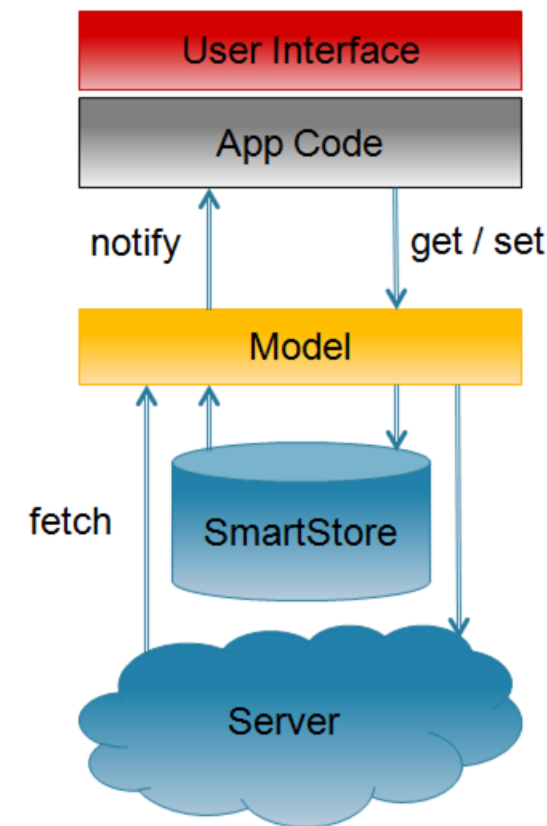 User Interface
App Code
notify
get / set
Model
fetch
SmartStore
Server